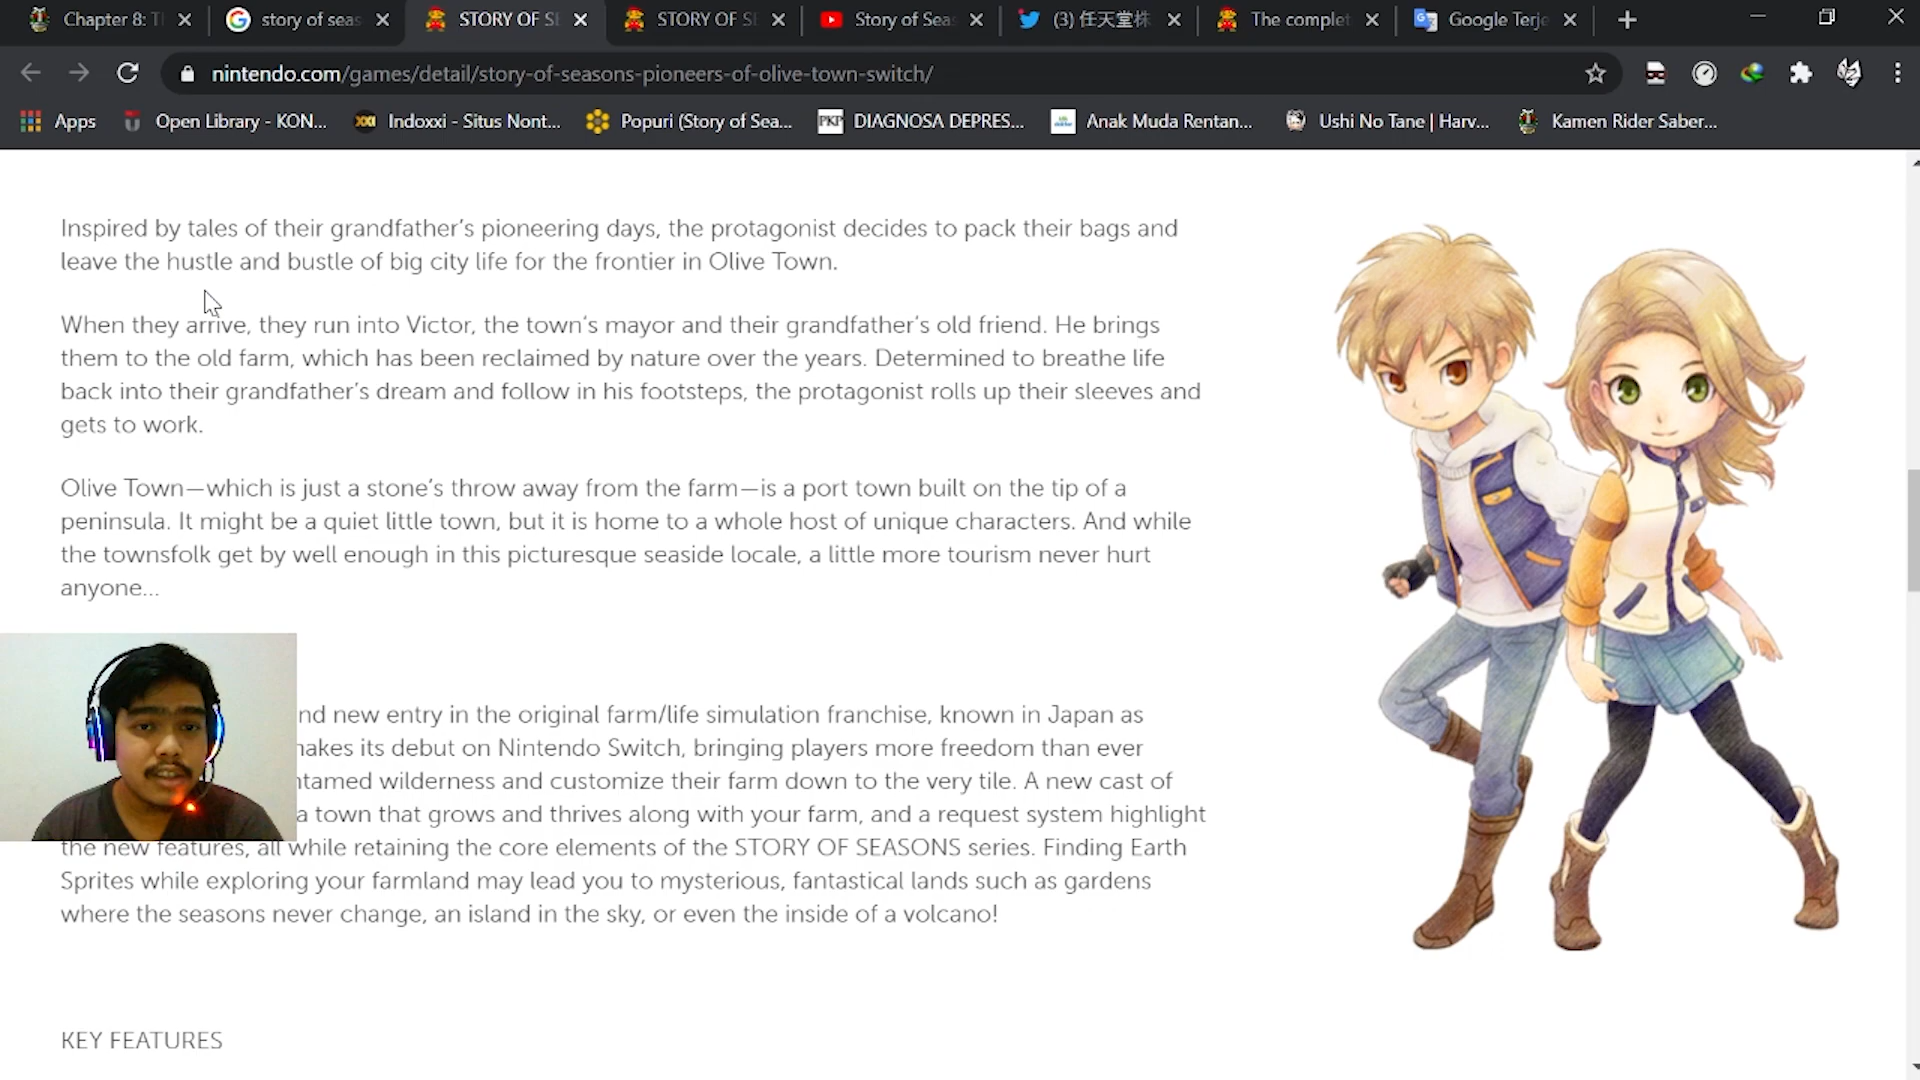 Chapter 8: T
story of seas
STORY OF S
STORY OF S
Story of Seas
(3) 任天堂株
The complet
Google Terje
nintendo.com/games/detail/story-of-seasons-pioneers-of-olive-town-switch/
Apps
Open Library - KON...
XXI
Indoxxi - Situs Nont...
Popuri (Story of Sea...
PKP
DIAGNOSA DEPRES...
Anak Muda Rentan...
Ushi No Tane | Harv...
Kamen Rider Saber...
Inspired by tales of their grandfather's pioneering days, the protagonist decides to pack their bags and
leave the hustle and bustle of big city life for the frontier in Olive Town.
When they arrive, they run into Victor, the town's mayor and their grandfather's old friend. He brings
them to the old farm, which has been reclaimed by nature over the years. Determined to breathe life
back into their grandfather's dream and follow in his footsteps, the protagonist rolls up their sleeves and
gets to work.
Olive Town—which is just a stone's throw away from the farm—is a port town built on the tip of a
peninsula. It might be a quiet little town, but it is home to a whole host of unique characters. And while
the townsfolk get by well enough in this picturesque seaside locale, a little more tourism never hurt
anyone...
nd new entry in the original farm/life simulation franchise, known in Japan as
makes its debut on Nintendo Switch, bringing players more freedom than ever
ntamed wilderness and customize their farm down to the very tile. A new cast of
a town that grows and thrives along with your farm, and a request system highlight
the new features, all while retaining the core elements of the STORY OF SEASONS series. Finding Earth
Sprites while exploring your farmland may lead you to mysterious, fantastical lands such as gardens
where the seasons never change, an island in the sky, or even the inside of a volcano!
KEY FEATURES